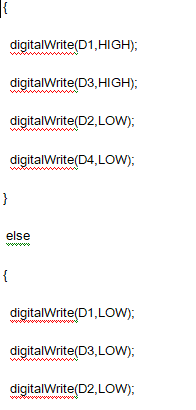 {
digitalWrite(D1,HIGH);
digitalWrite(D3,HIGH);
digitalWrite(D2,LOW);
digitalWrite(D4,LOW);
}
else
{
digitalWrite(D1,LOW);
digitalWrite(D3,LOW);
digitalWrite(D2,LOW);